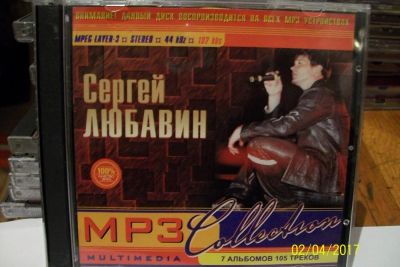 ВНИМАНИЕ! ДАННЫЙ ДИСК ВОСПРОИЗВОДИТСЯ НА ВСЕХ MP3 УСТРОЙСТВАХ
MPEG LAYER-3 STEREO 44 kHz 192 kbs
Сергей
ЛЮБАВИН
100%
MP3 Collection
MULTIMEDIA
7 АЛЬБОМОВ 105 ТРЕКОВ
02/04/2017